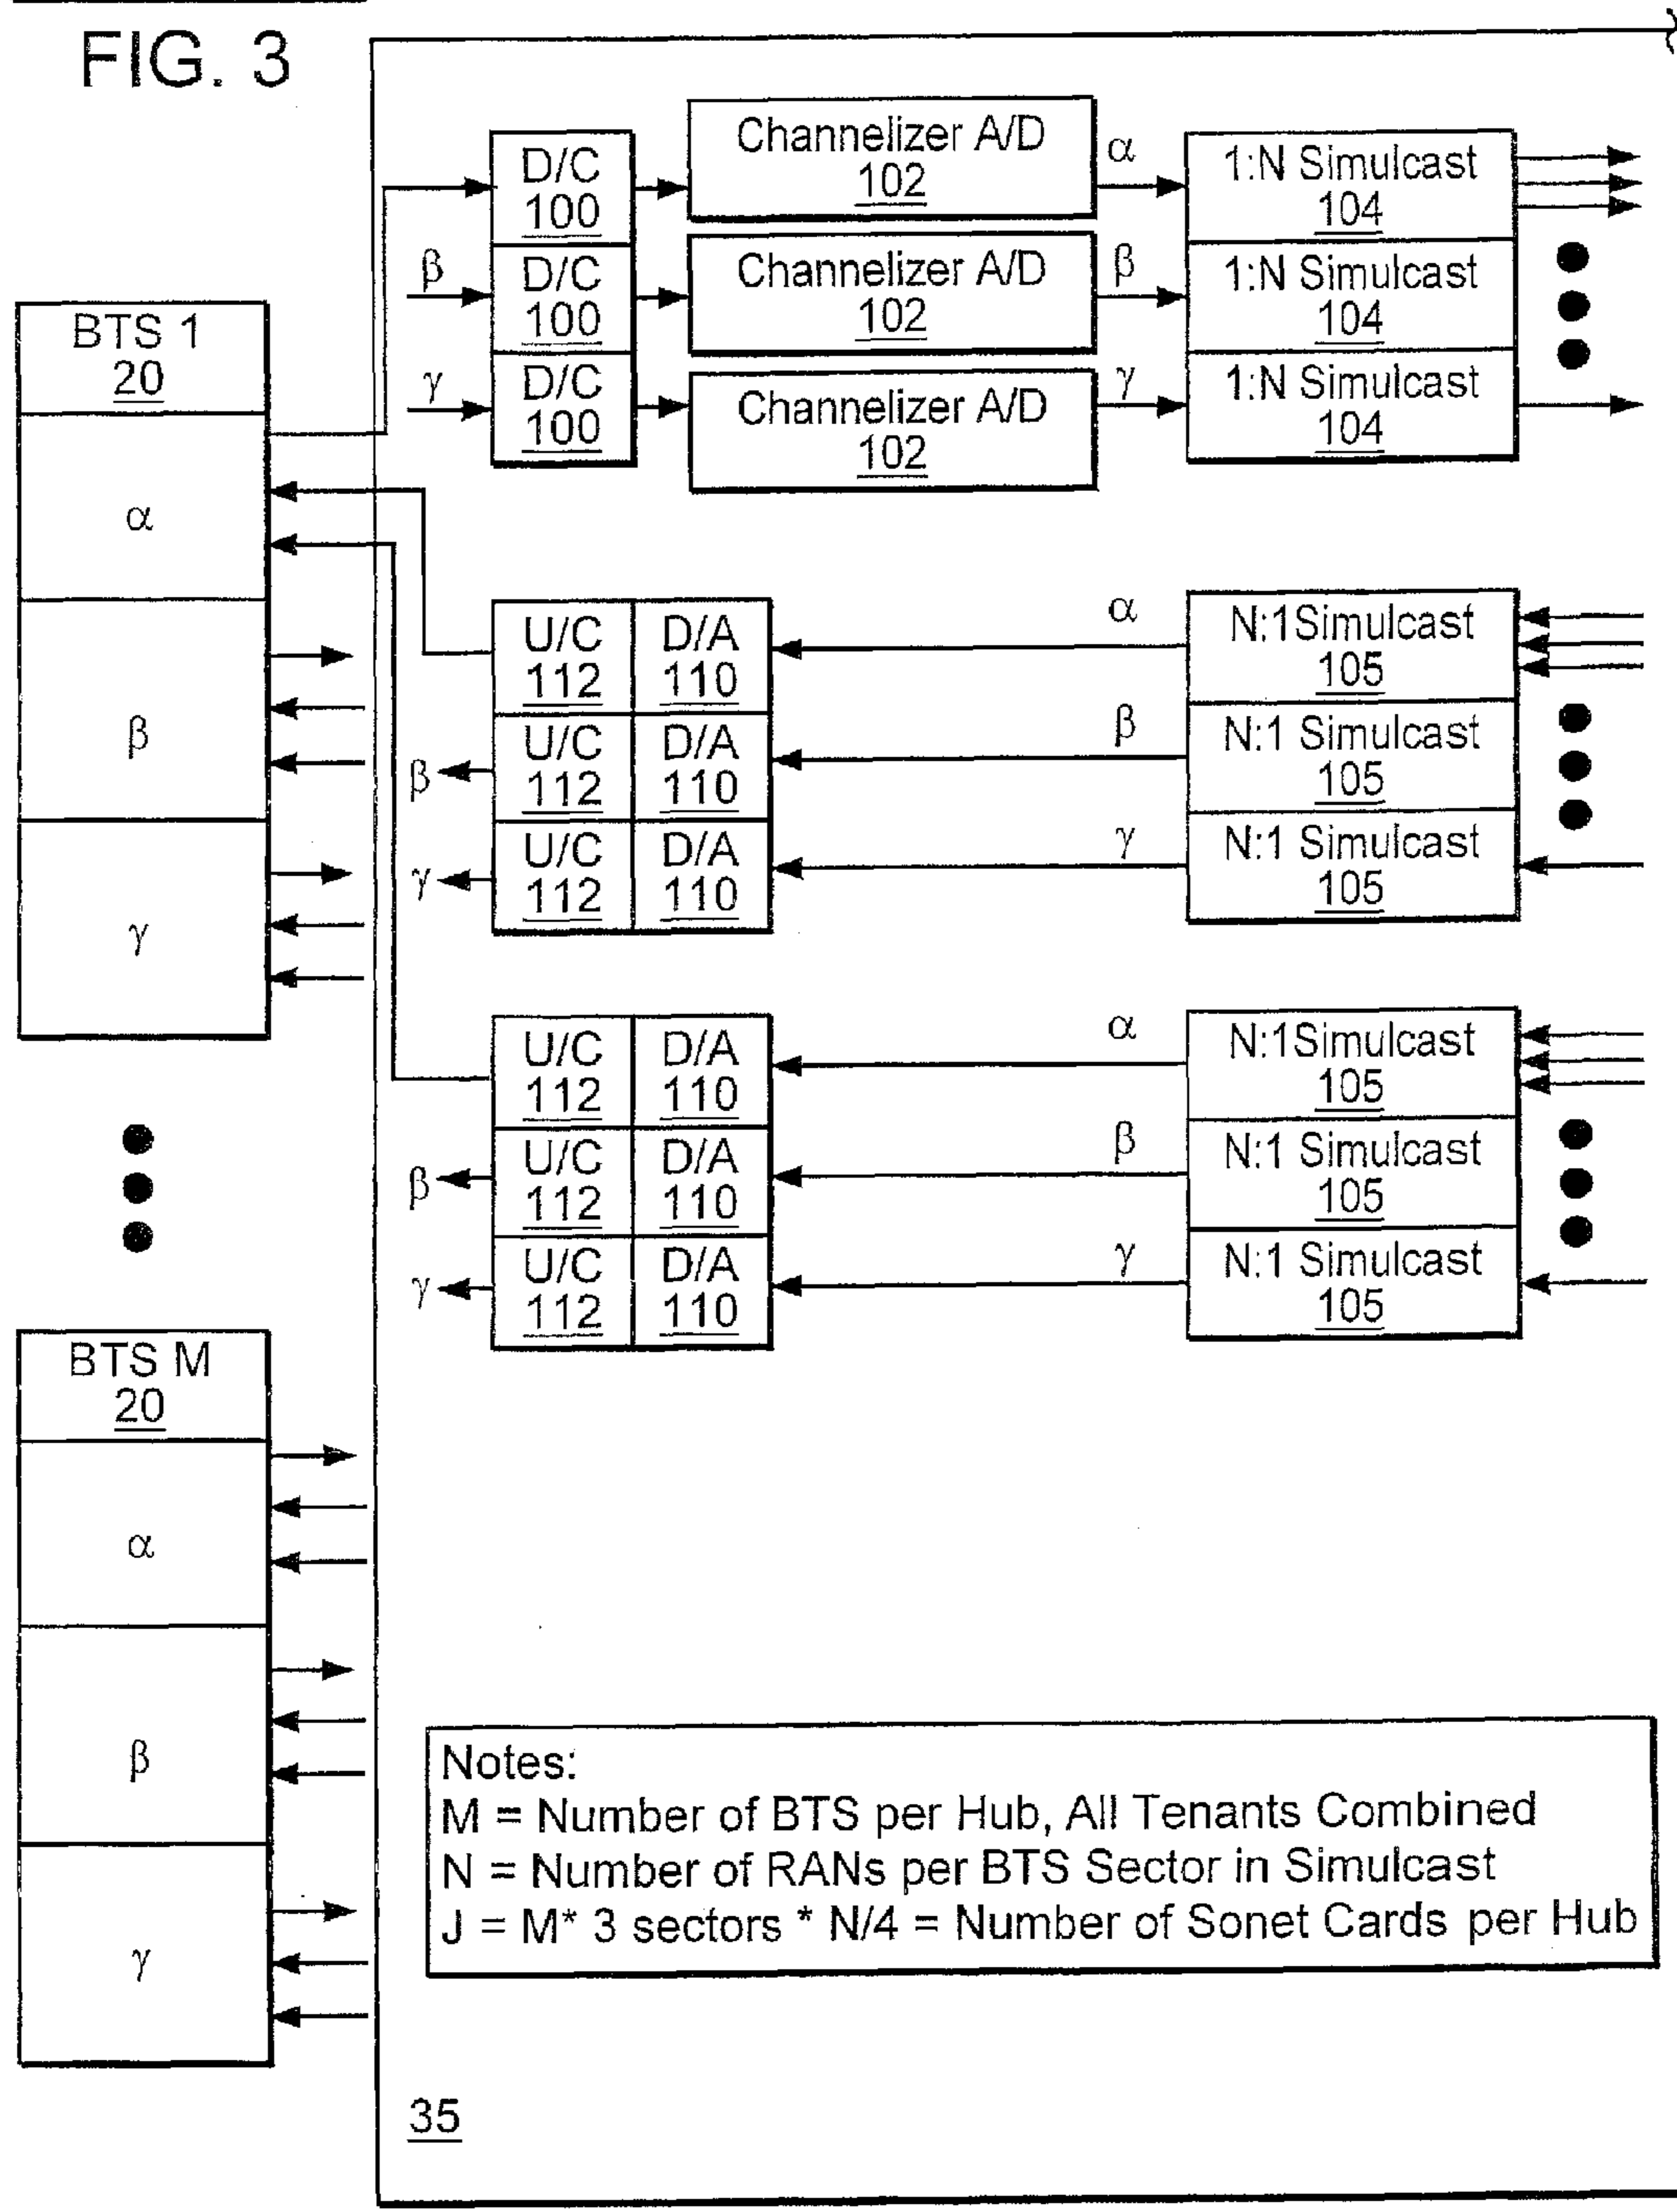 FIG. 3
BTS 1
20
α
β
γ
BTS M
20
α
β
γ
β
γ
D/C
100
D/C
100
D/C
100
Channelizer A/D
102
Channelizer A/D
102
Channelizer A/D
102
α
β
γ
1:N Simulcast
104
1:N Simulcast
104
1:N Simulcast
104
β
γ
U/C
112
D/A
110
U/C
112
D/A
110
U/C
112
D/A
110
α
β
γ
N:1Simulcast
105
N:1 Simulcast
105
N:1 Simulcast
105
β
γ
U/C
112
D/A
110
U/C
112
D/A
110
U/C
112
D/A
110
α
β
γ
N:1Simulcast
105
N:1 Simulcast
105
N:1 Simulcast
105
Notes:
M = Number of BTS per Hub, All Tenants Combined
N = Number of RANs per BTS Sector in Simulcast
J = M* 3 sectors * N/4 = Number of Sonet Cards per Hub
35